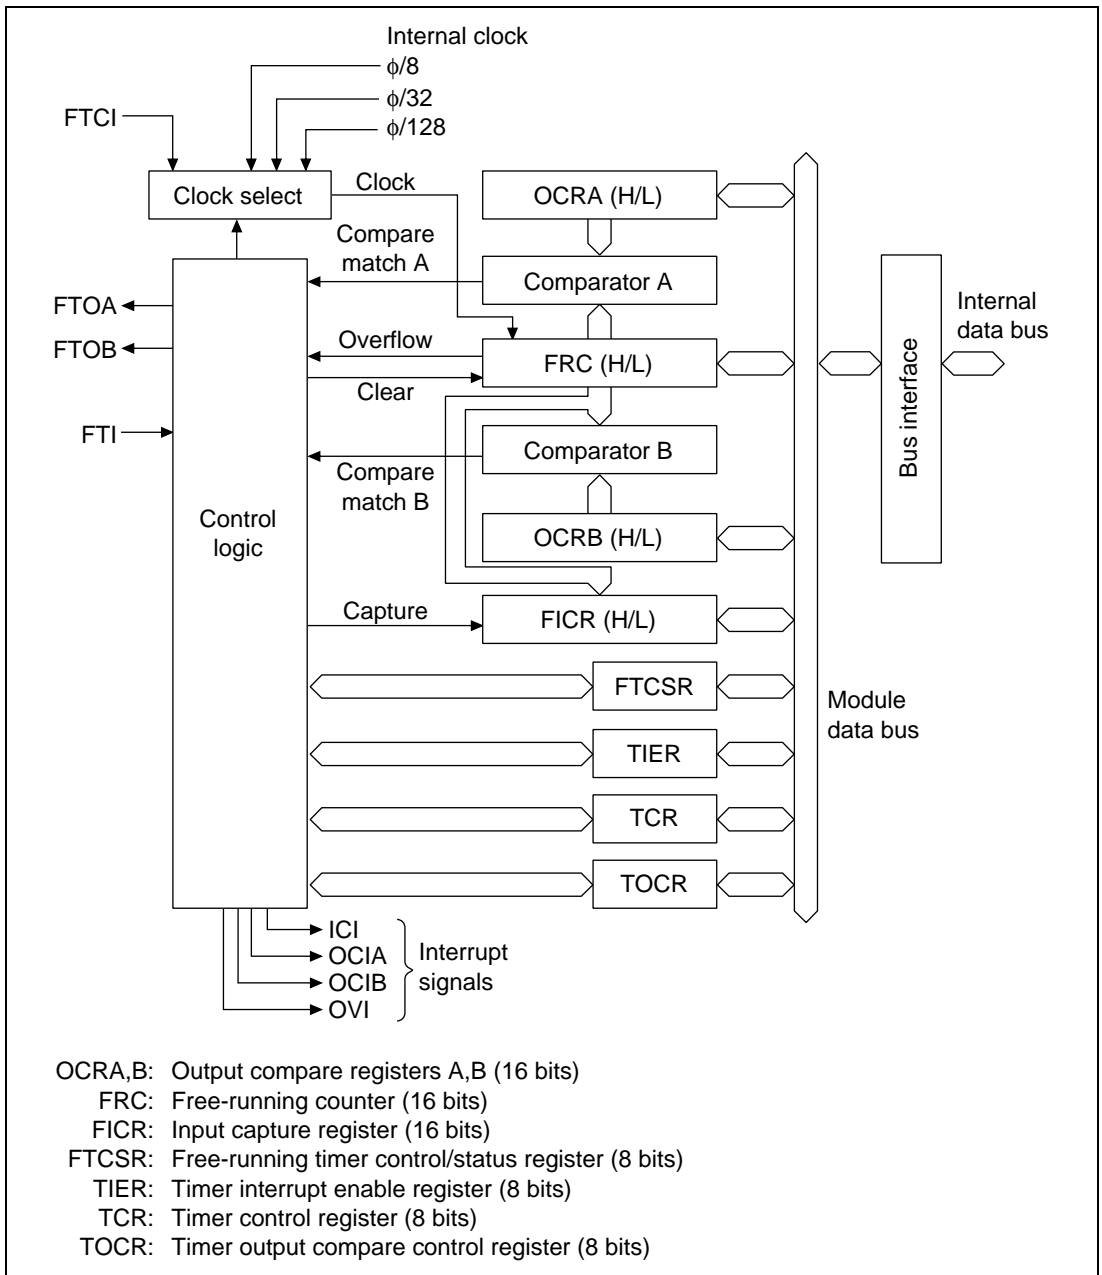 Internal clock
ϕ/8
ϕ/32
ϕ/128
FTCI
Clock select
Clock
OCRA (H/L)
Compare
match A
Comparator A
FTOA
FTOB
Overflow
FRC (H/L)
Clear
FTI
Comparator B
Compare
match B
Control
logic
OCRB (H/L)
Capture
FICR (H/L)
FTCSR
TIER
TCR
TOCR
Module
data bus
Bus interface
Internal
data bus
ICI
OCIA
OCIB
OVI
Interrupt
signals
OCRA,B: Output compare registers A,B (16 bits)
FRC: Free-running counter (16 bits)
FICR: Input capture register (16 bits)
FTCSR: Free-running timer control/status register (8 bits)
TIER: Timer interrupt enable register (8 bits)
TCR: Timer control register (8 bits)
TOCR: Timer output compare control register (8 bits)